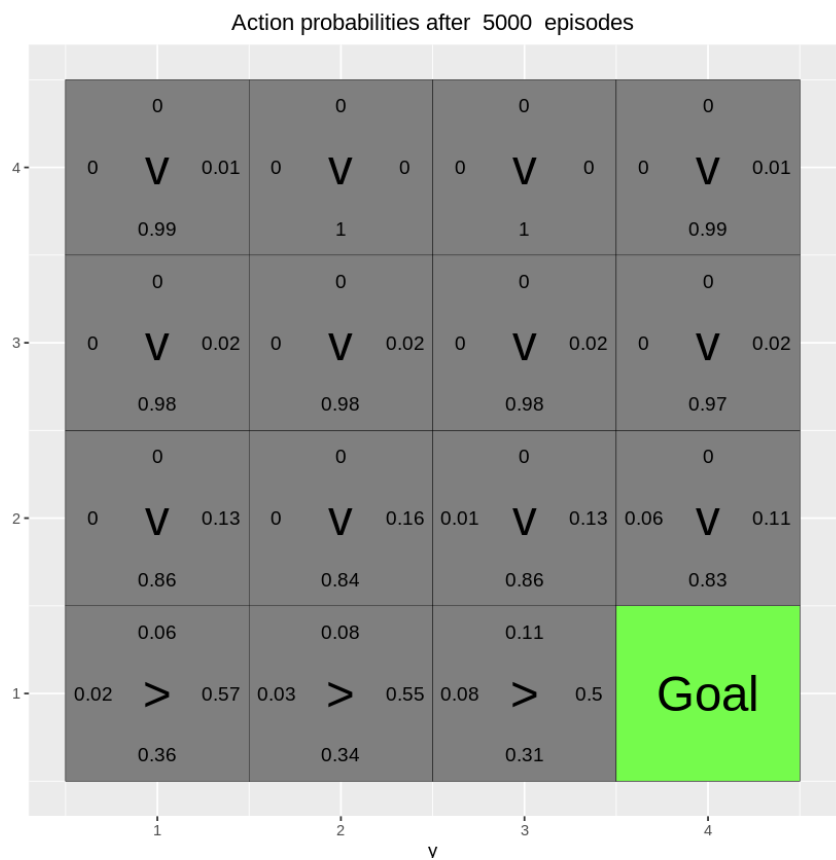 Action probabilities after 5000 episodes
0 0 0 0
4 0 V 0.01 0 V 0 0 V 0 0 V 0.01
0.99 1 1 0.99
0 0 0 0
3 0 V 0.02 0 V 0.02 0 V 0.02 0 V 0.02
0.98 0.98 0.98 0.97
0 0 0 0
2 0 V 0.13 0 V 0.16 0.01 V 0.13 0.06 V 0.11
0.86 0.84 0.86 0.83
0.06 0.08 0.11
1 0.02 > 0.57 0.03 > 0.55 0.08 > 0.5 Goal
0.36 0.34 0.31
1 2 3 4
y